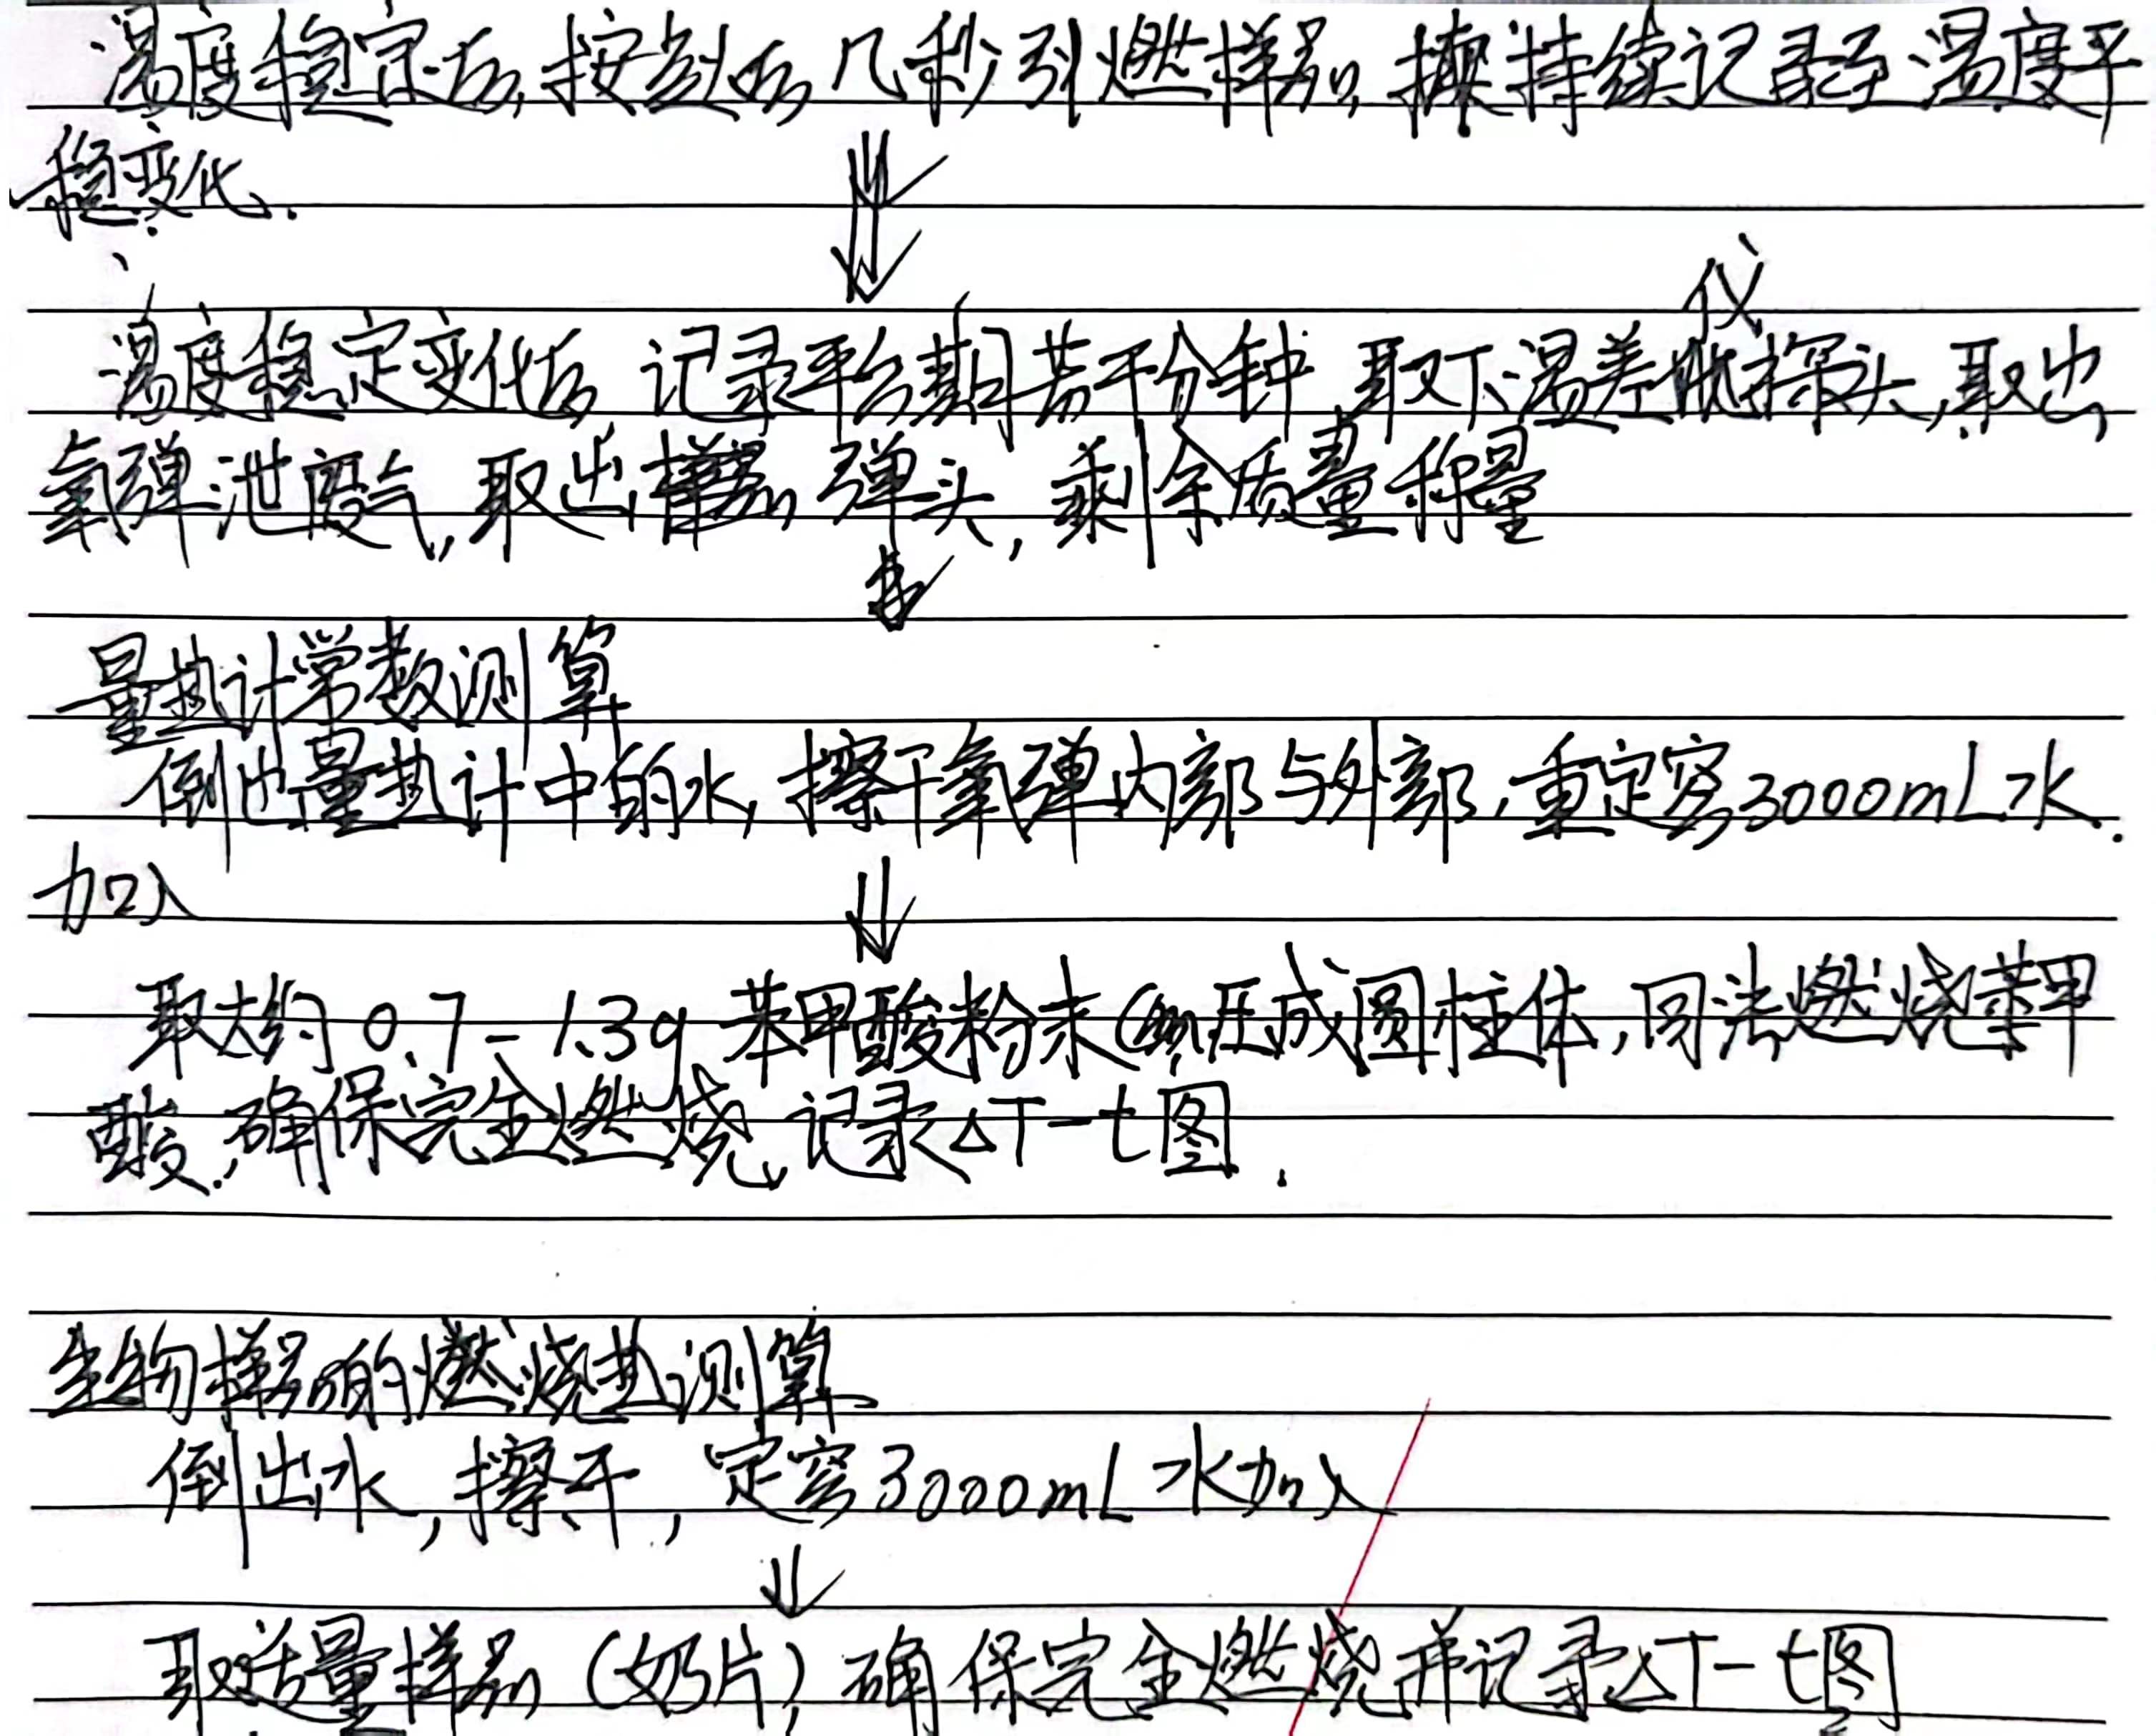 温度稳定后,按点火后几秒引燃样品,持续记录至温度平
稳变化.
仪
温度稳定变化后 记录平台期若干分钟,取下温差探头,取出
氧弹泄废气,取出弹头,剩余质量称量
量热计常数测算
倒出量热计中的水,擦干氧弹内部与外部,重定容3000mL水.
加入
取大约0.7-1.3g 苯甲酸粉末压成圆柱体,同法燃烧苯甲
酸,确保完全燃烧,记录ΔT-t图.
生物样品的燃烧热测算
倒出水,擦干,定容3000mL水加入
取适量样品(奶片),确保完全燃烧并记录ΔT-t图